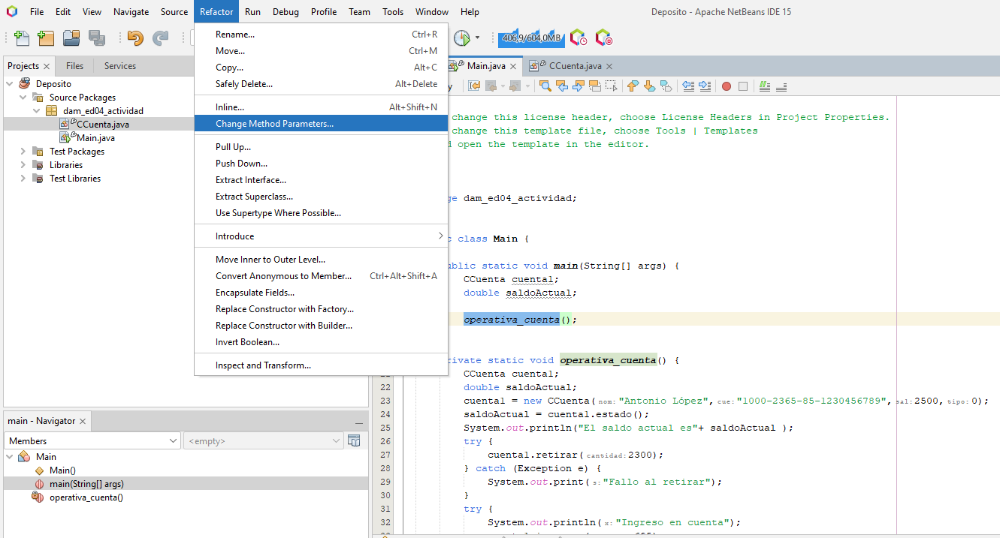 File Edit View Navigate Source Refactor Run Debug Profile Team Tools Window Help Deposito - Apache NetBeans IDE 15
406,9/604,0MB
Projects Files Services
Deposito
Source Packages
dam_ed04_actividad
CCuenta.java
Main.java
Test Packages
Libraries
Test Libraries
Rename... Ctrl+R
Move... Ctrl+M
Copy... Alt+C
Safely Delete... Alt+Delete
Inline... Alt+Shift+N
Change Method Parameters...
Pull Up...
Push Down...
Extract Interface...
Extract Superclass...
Use Supertype Where Possible...
Introduce
Move Inner to Outer Level...
Convert Anonymous to Member... Ctrl+Alt+Shift+A
Encapsulate Fields...
Replace Constructor with Factory...
Replace Constructor with Builder...
Invert Boolean...
Inspect and Transform...
Main.java CCuenta.java
change this license header, choose License Headers in Project Properties.
change this template file, choose Tools | Templates
open the template in the editor.
dam_ed04_actividad;
class Main {
static void main(String[] args) {
CCuenta cuental;
double saldoActual;
operativa_cuenta();
static void operativa_cuenta() {
CCuenta cuental;
22 double saldoActual;
23 cuental = new CCuenta( nom: "Antonio López", cue: "1000-2365-85-1230456789", sal: 2500, tipo: 0);
24 saldoActual = cuental.estado();
25 System.out.println("El saldo actual es"+ saldoActual );
26 try {
27 cuental.retirar( cantidad: 2300);
28 } catch (Exception e) {
29 System.out.print( s: "Fallo al retirar");
30 }
31 try {
32 System.out.println( x: "Ingreso en cuenta");
main - Navigator
Members <empty>
Main
Main()
main(String[] args)
operativa_cuenta()